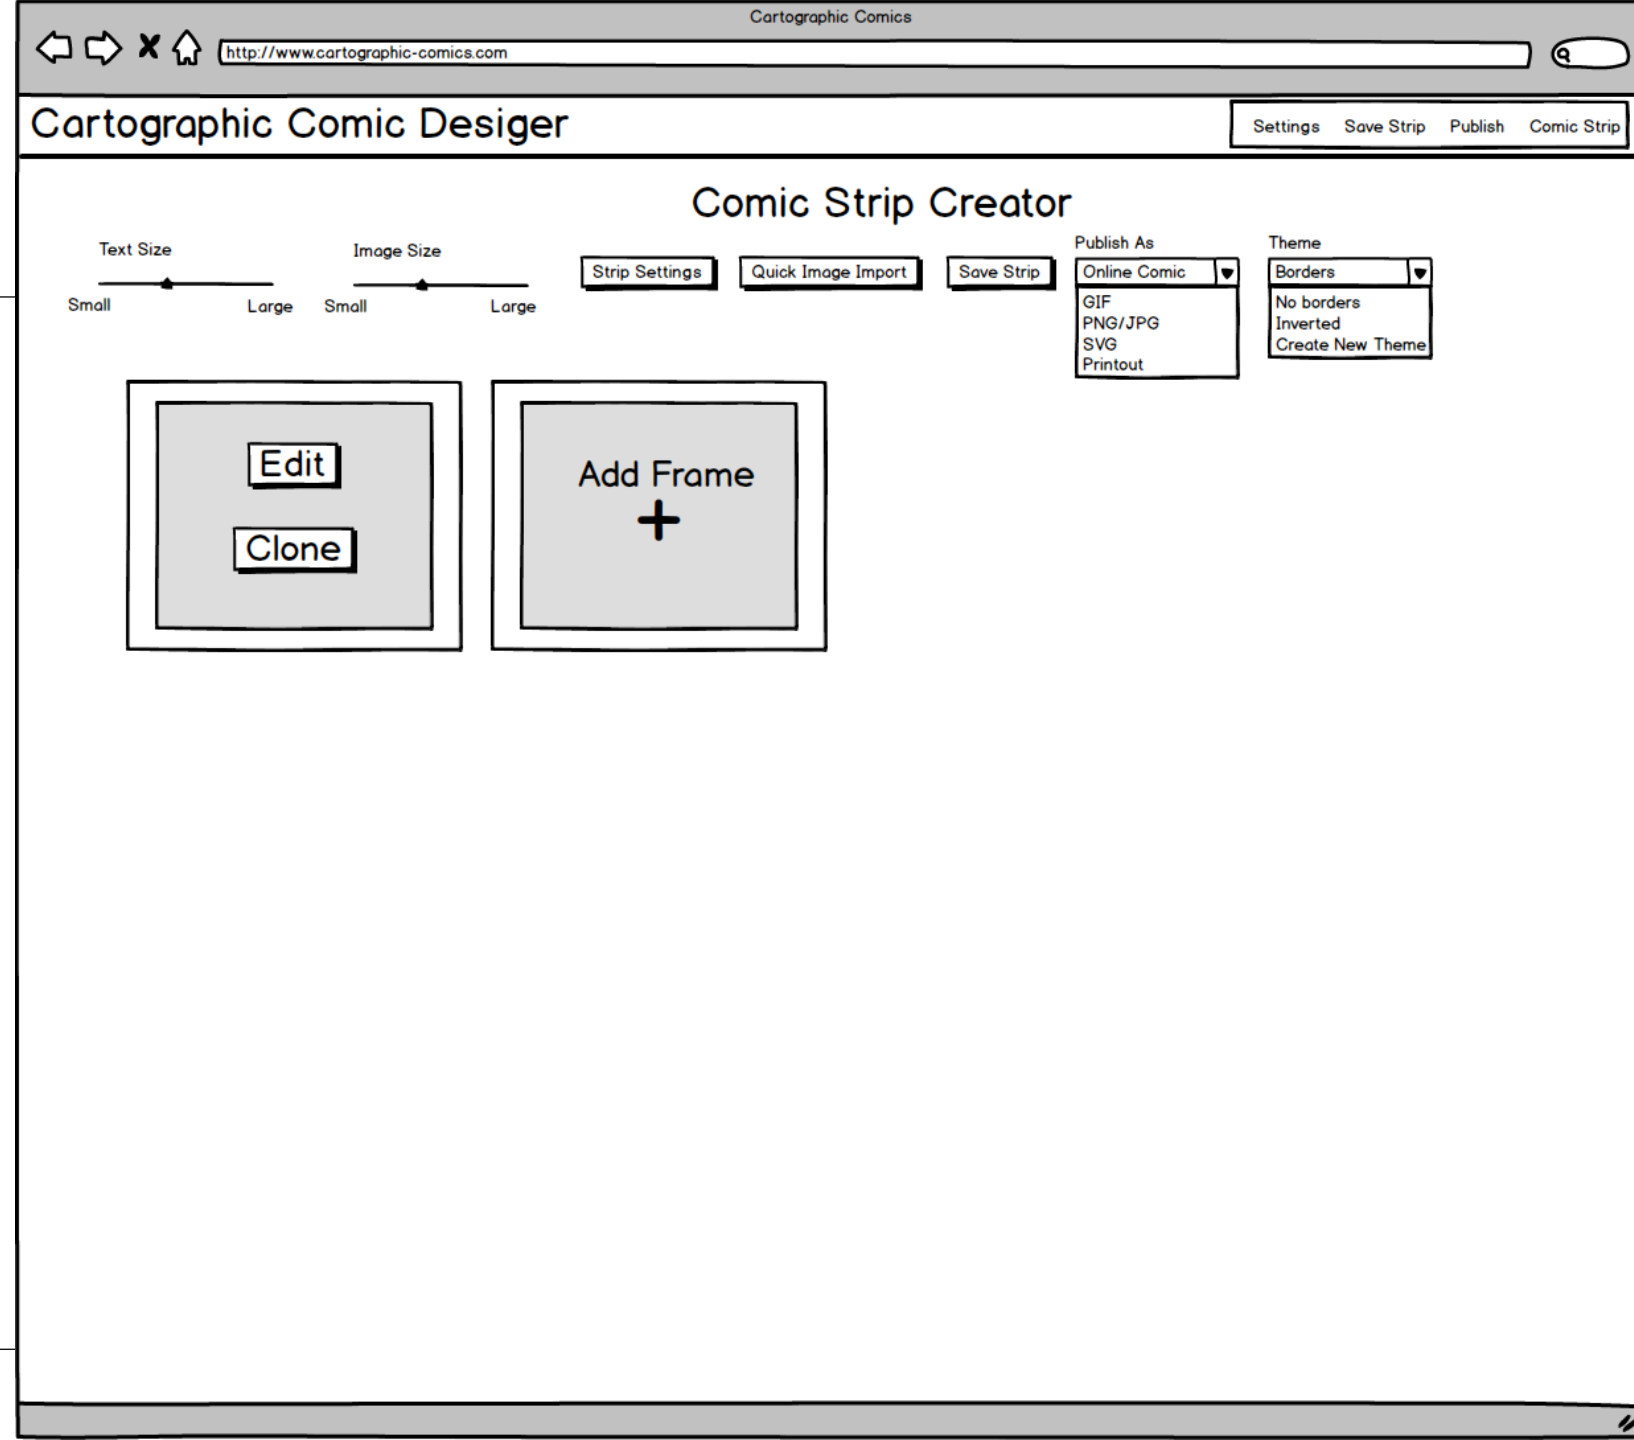 Cartographic Comics
http://www.cartographic-comics.com
Cartographic Comic Desiger
Settings Save Strip Publish Comic Strip
Comic Strip Creator
Text Size
Small Large
Image Size
Small Large
Strip Settings
Quick Image Import
Save Strip
Publish As
Online Comic
GIF
PNG/JPG
SVG
Printout
Theme
Borders
No borders
Inverted
Create New Theme
Edit
Clone
Add Frame